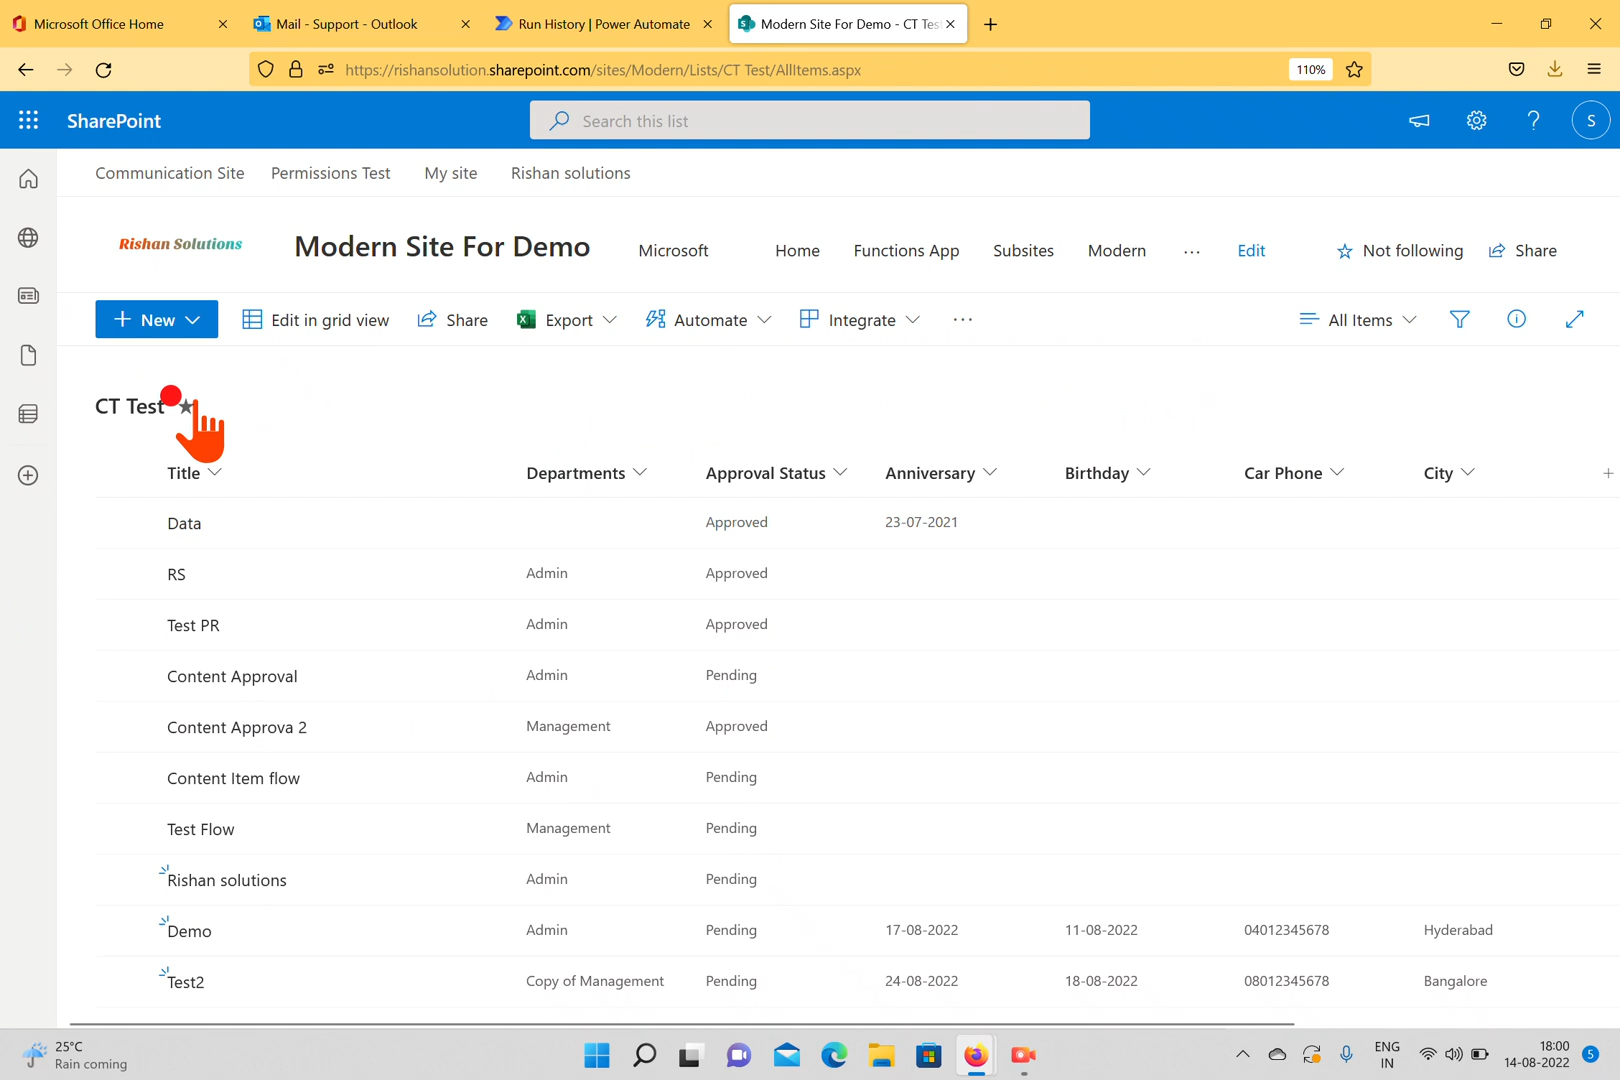 Microsoft Office Home
Mail - Support - Outlook
Run History | Power Automate
Modern Site For Demo - CT Tes
https://rishansolution.sharepoint.com/sites/Modern/Lists/CT Test/AllItems.aspx
110%
SharePoint
Search this list
S
Communication Site Permissions Test My site Rishan solutions
Rishan Solutions
Modern Site For Demo
Microsoft Home Functions App Subsites Modern ... Edit
Not following Share
New Edit in grid view Share Export Automate Integrate ...
All Items
CT Test
Title Departments Approval Status Anniversary Birthday Car Phone City
Data Approved 23-07-2021
RS Admin Approved
Test PR Admin Approved
Content Approval Admin Pending
Content Approva 2 Management Approved
Content Item flow Admin Pending
Test Flow Management Pending
Rishan solutions Admin Pending
Demo Admin Pending 17-08-2022 11-08-2022 04012345678 Hyderabad
Test2 Copy of Management Pending 24-08-2022 18-08-2022 08012345678 Bangalore
25°C
Rain coming
ENG
IN
18:00
14-08-2022
5